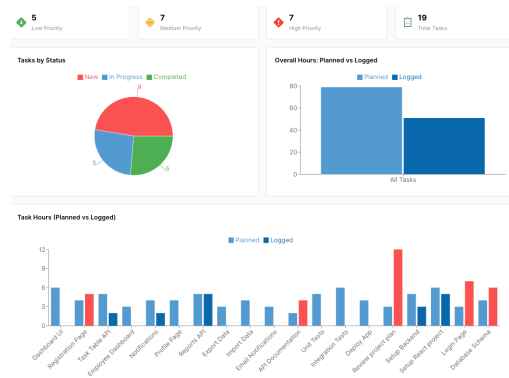 5
Low Priority
7
Medium Priority
7
High Priority
19
Total Tasks
Tasks by Status
New In Progress Completed
9
5
5
Overall Hours: Planned vs Logged
Planned Logged
80
60
40
20
0
All Tasks
Task Hours (Planned vs Logged)
Planned Logged
12
9
6
3
0
Dashboard UI
Registration Page
Task Table API
Employee Dashboard
Notifications
Profile Page
Reports API
Export Data
Import Data
Email Notifications
API Documentation
Unit Tests
Integration Tests
Deploy App
Review project plan
Setup Backend
Setup React project
Login Page
Database Schema